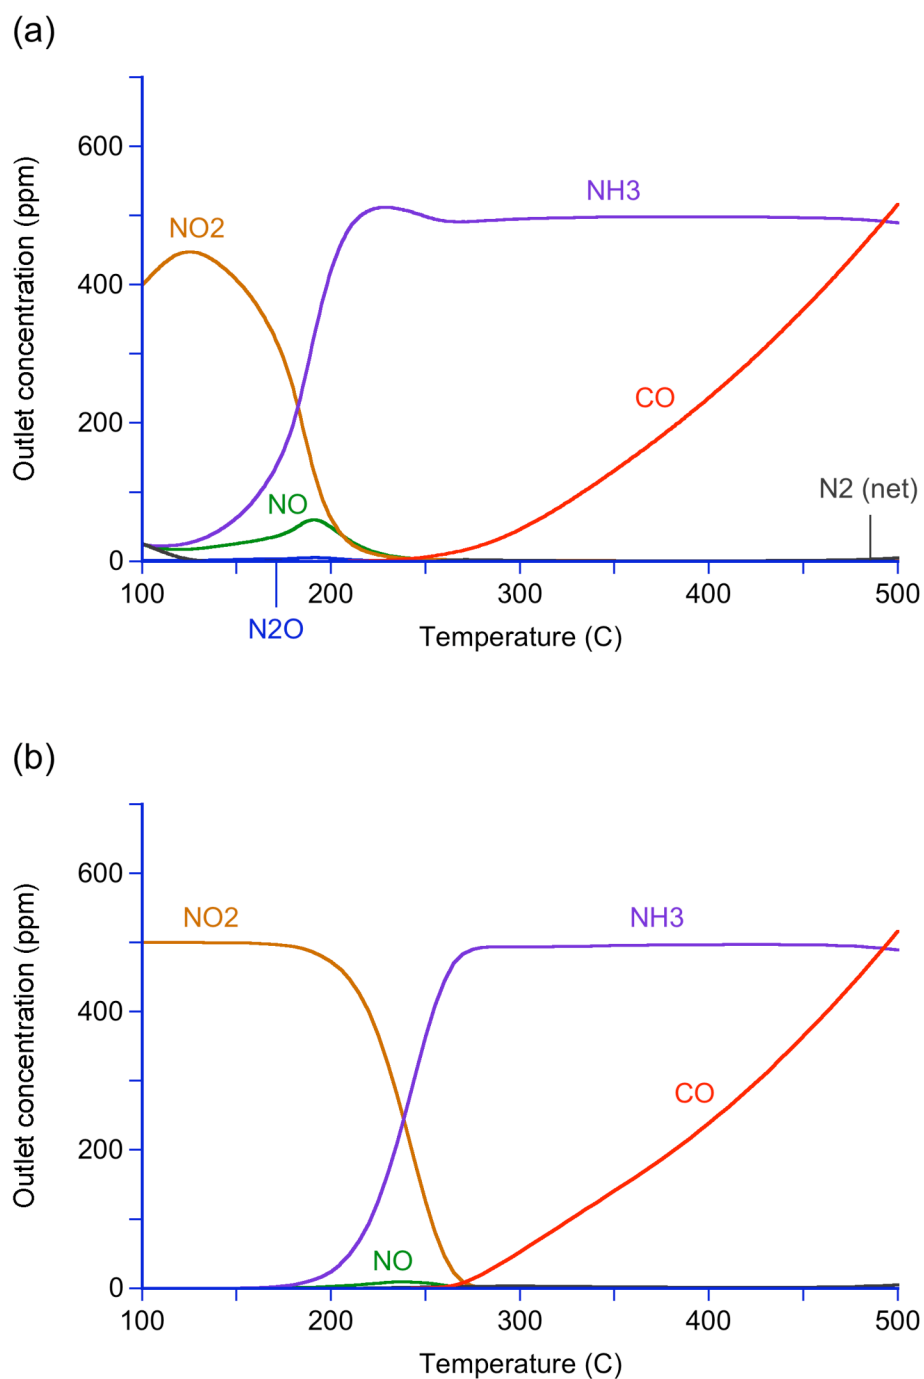 (a)
Outlet concentration (ppm)
600
400
200
0
NO2
NH3
CO
NO
N2 (net)
100
200
300
400
500
N2O
Temperature (C)
(b)
Outlet concentration (ppm)
600
400
200
0
NO2
NH3
CO
NO
100
200
300
400
500
Temperature (C)